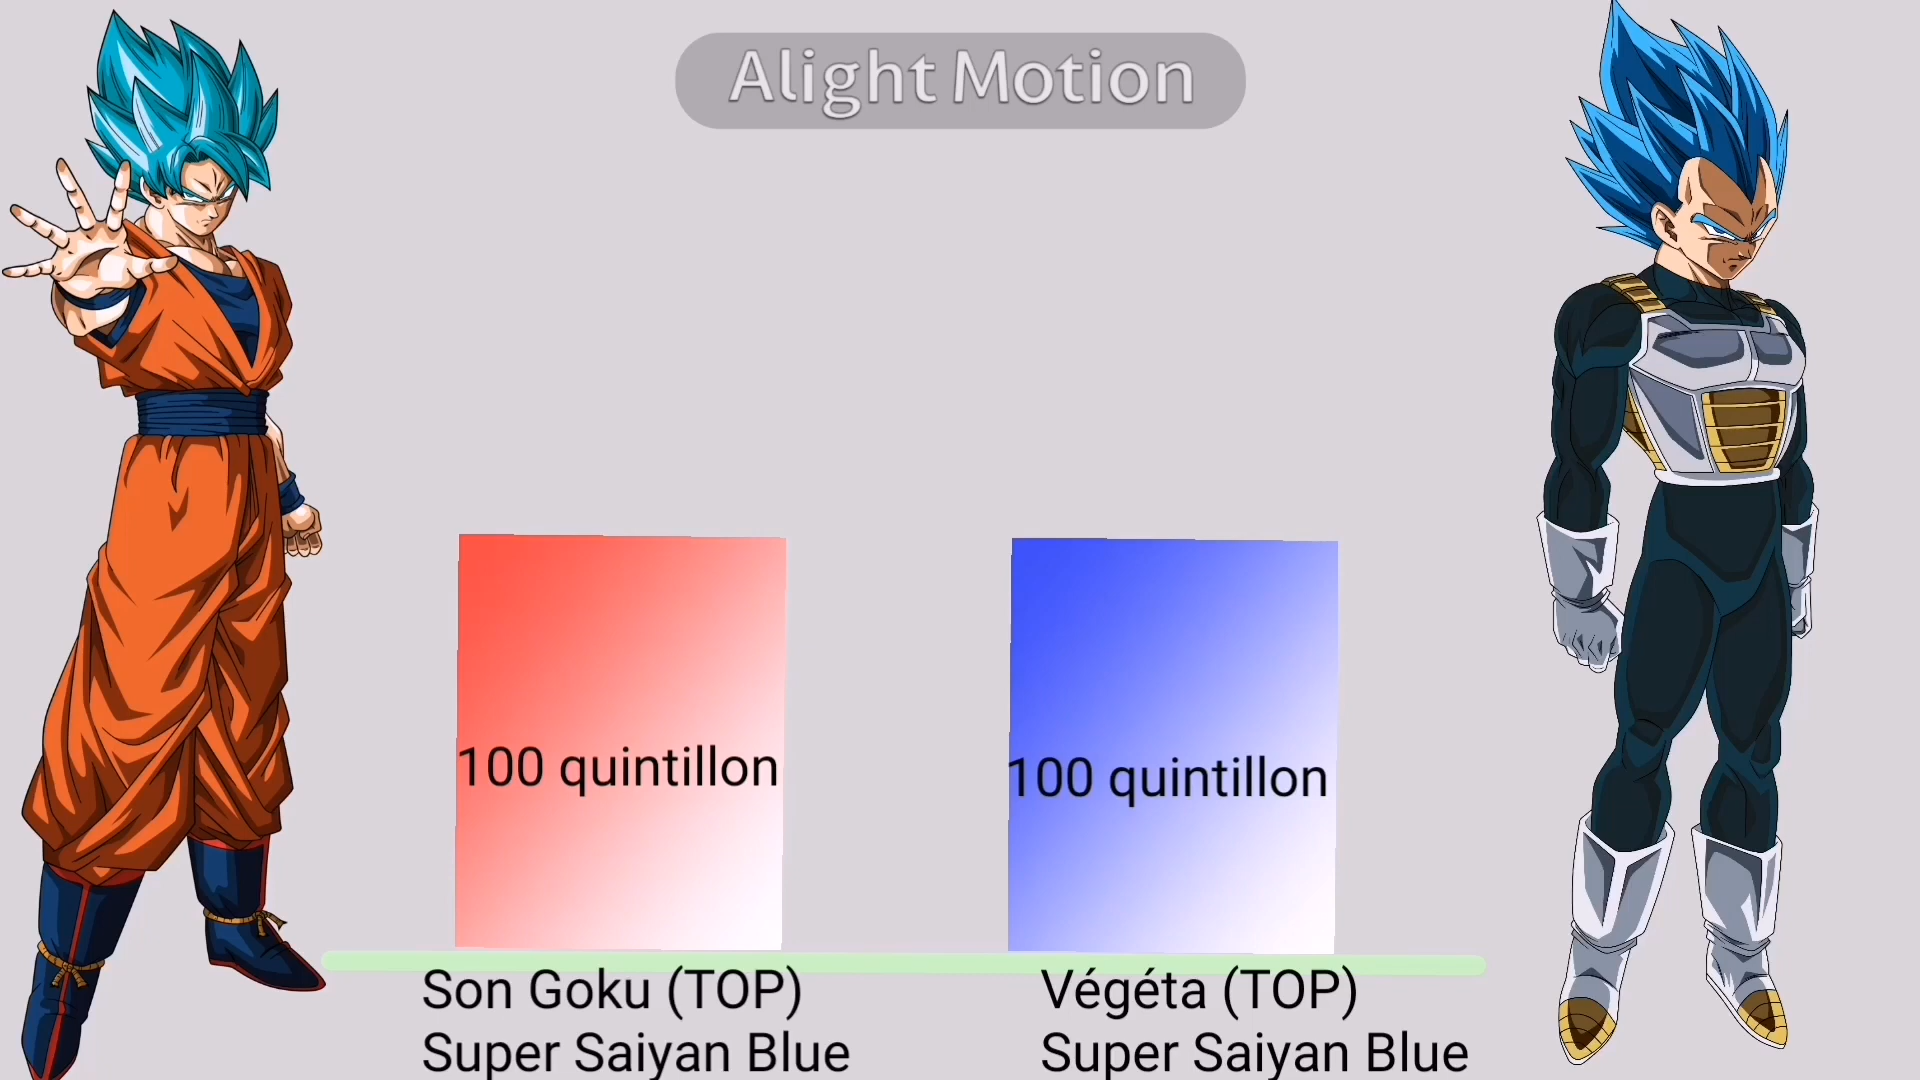 Alight Motion
100 quintillon
100 quintillon
Son Goku (TOP)
Super Saiyan Blue
Végéta (TOP)
Super Saiyan Blue